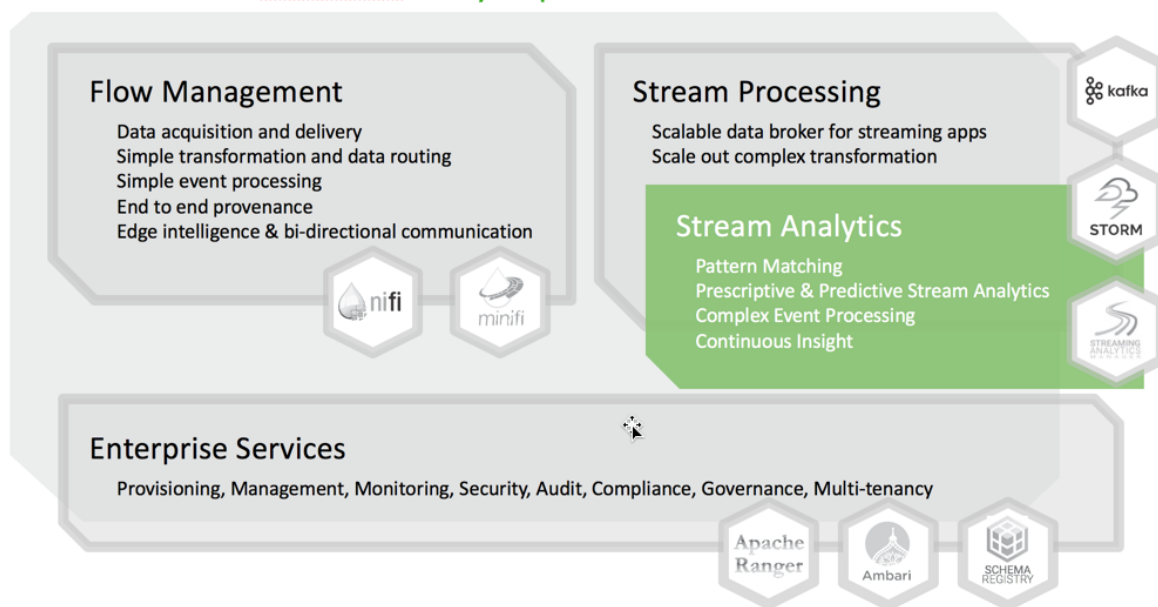 Flow Management
Data acquisition and delivery
Simple transformation and data routing
Simple event processing
End to end provenance
Edge intelligence & bi-directional communication
nifi
minifi
Stream Processing
Scalable data broker for streaming apps
Scale out complex transformation
kafka
STORM
Stream Analytics
Pattern Matching
Prescriptive & Predictive Stream Analytics
Complex Event Processing
Continuous Insight
STREAMING
ANALYTICS
MANAGER
Enterprise Services
Provisioning, Management, Monitoring, Security, Audit, Compliance, Governance, Multi-tenancy
Apache
Ranger
Ambari
SCHEMA
REGISTRY